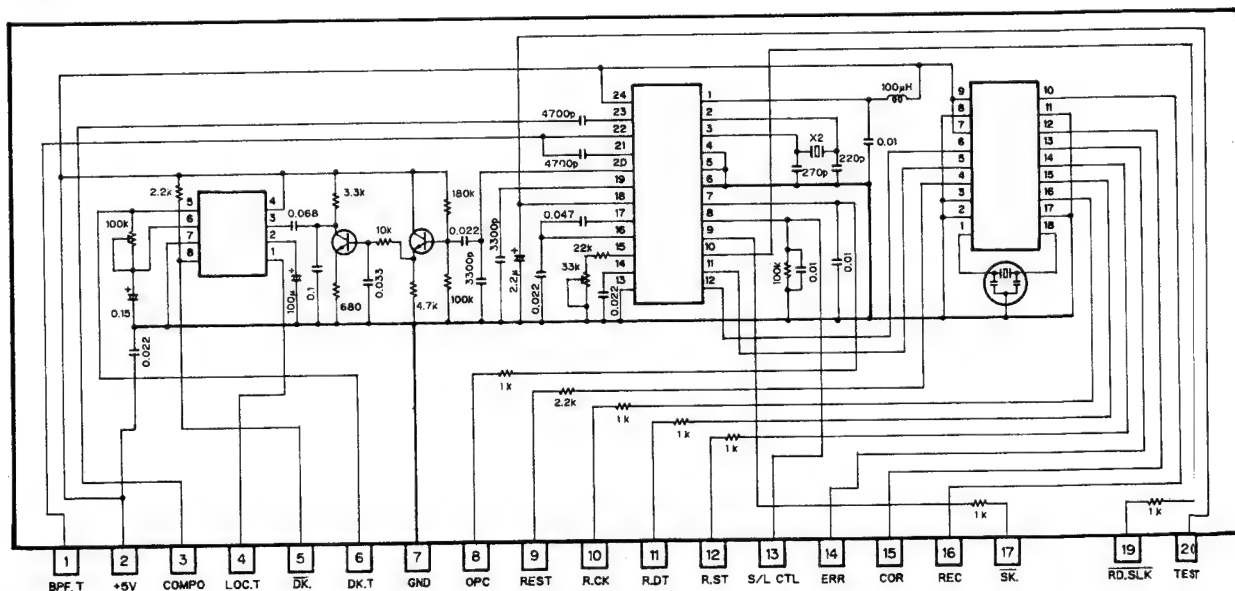 100μH
24
23
22
21
20
19
18
17
16
15
14
13
1
2
3
4
5
6
7
8
9
10
11
12
9
8
7
6
5
4
3
2
1
10
11
12
13
14
15
16
17
18
4700p
4700p
X2
270p
220p
0.01
2.2k
5
6
7
8
4
3
2
1
100k
0.15
0.022
0.068
100μ
0.1
3.3k
680
0.033
10k
4.7k
180k
100k
0.022
3300p
3300p
2.2μ
0.047
0.022
22k
33k
0.022
100k
0.01
0.01
1k
2.2k
1k
1k
1k
1k
1k
1 2 3 4 5 6 7 8 9 10 11 12 13 14 15 16 17 19 20
BPF.T +5V COMPO LOC.T DK. DK.T GND OPC REST R.CK R.DT R.ST S/L CTL ERR COR REC SK. RD.SLK TEST